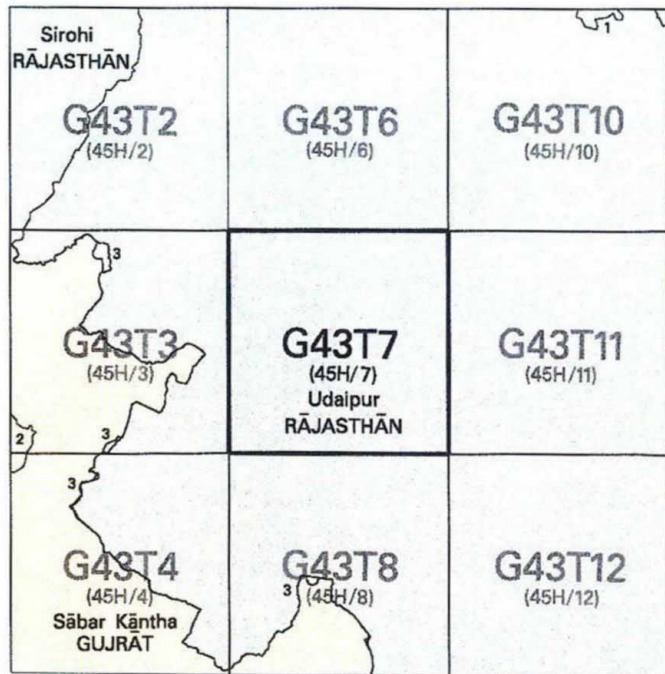 Sirohi
RĀJASTHĀN
1
G43T2
(45H/2)
G43T6
(45H/6)
G43T10
(45H/10)
3
G43T3
(45H/3)
G43T7
(45H/7)
Udaipur
RĀJASTHĀN
G43T11
(45H/11)
2
3
3
G43T4
(45H/4)
Sābar Kāntha
GUJRĀT
3
G43T8
(45H/8)
G43T12
(45H/12)